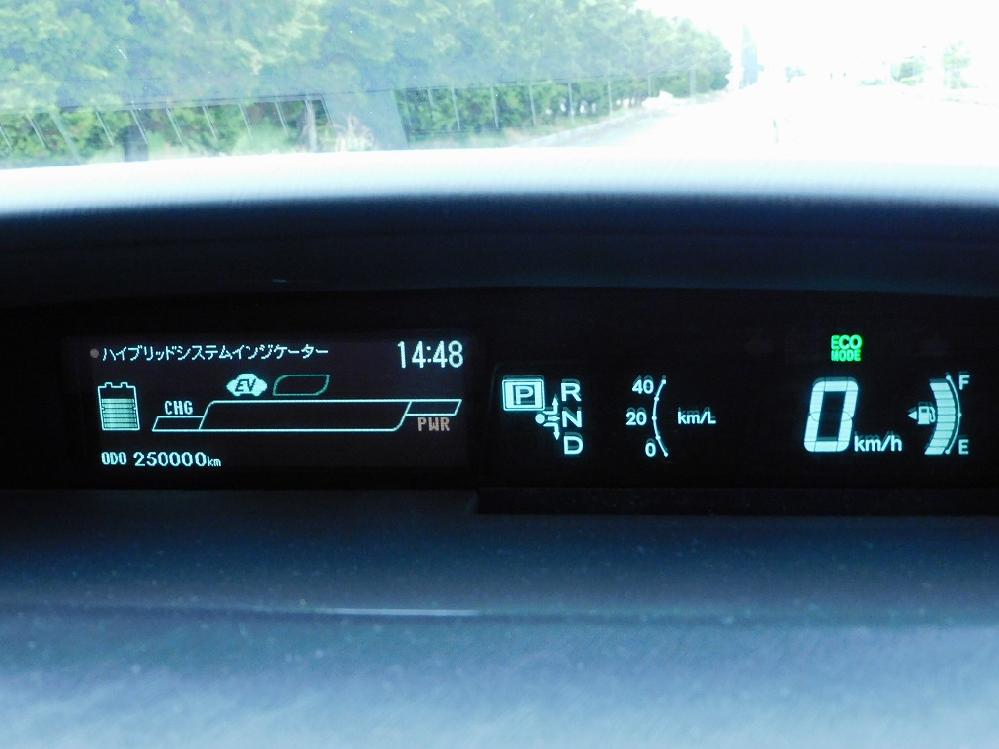 ハイブリッドシステムインジケーター 14:48
EV
CHG
PWR
ODO 250000km
P R
N
D
40
20 km/L
0
ECO
MODE
0 km/h
F
E